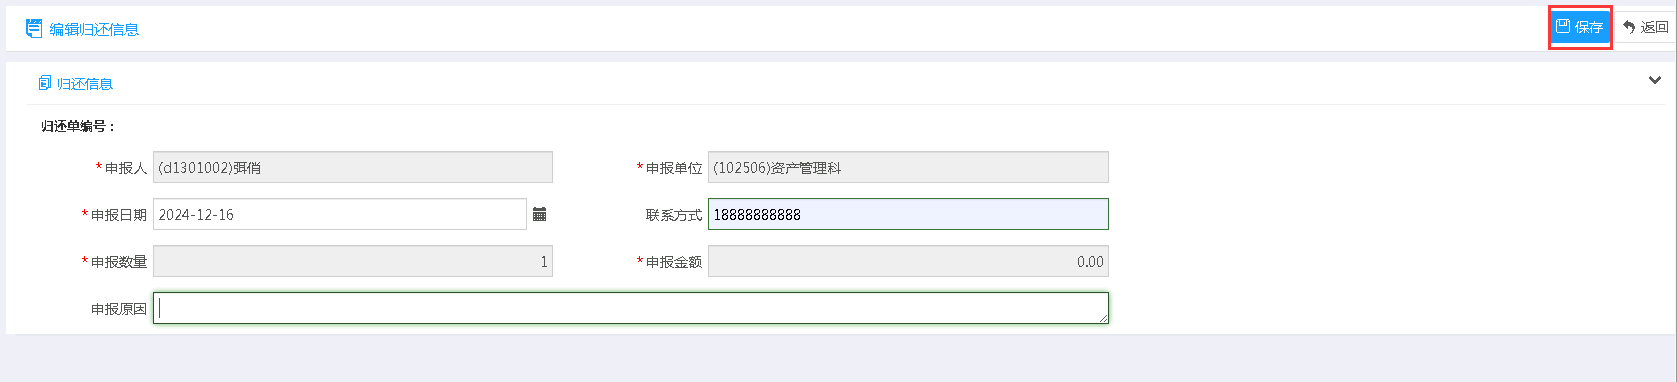 编辑归还信息 保存 返回
归还信息
归还单编号：
*申报人 (d1301002)弭俏 *申报单位 (102506)资产管理科
*申报日期 2024-12-16 联系方式 18888888888
*申报数量 1 *申报金额 0.00
申报原因